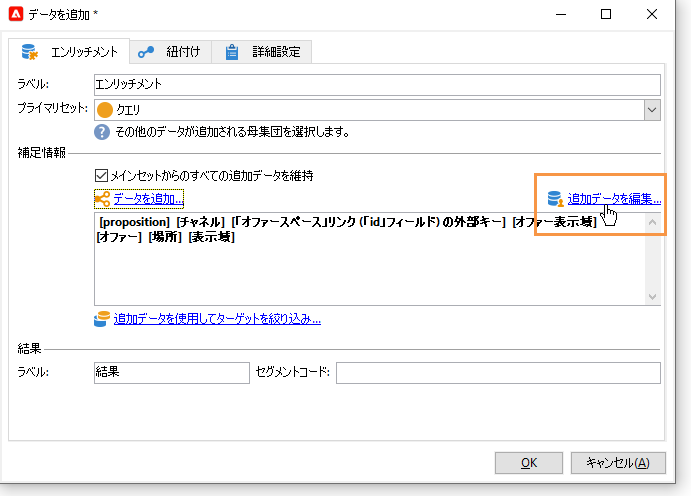 データを追加 *
エンリッチメント 紐付け 詳細設定
ラベル: エンリッチメント
プライマリセット: クエリ
? その他のデータが追加される母集団を選択します。
補足情報
メインセットからのすべての追加データを維持
データを追加... 追加データを編集...
[proposition] [チャネル] [「オファースペース」リンク (「id」フィールド) の外部キー] [オファー表示域]
[オファー] [場所] [表示域]
追加データを使用してターゲットを絞り込み...
結果
ラベル: 結果 セグメントコード:
OK キャンセル(A)